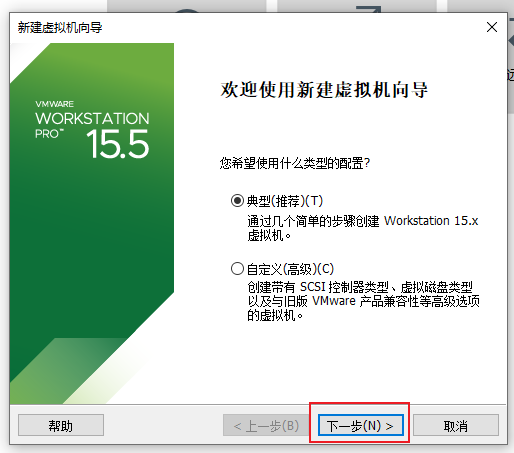 新建虚拟机向导
VMWARE
WORKSTATION
PRO™
15.5
欢迎使用新建虚拟机向导
您希望使用什么类型的配置?
典型(推荐)(T)
通过几个简单的步骤创建 Workstation 15.x
虚拟机。
自定义(高级)(C)
创建带有 SCSI 控制器类型、虚拟磁盘类型
以及与旧版 VMware 产品兼容性等高级选项
的虚拟机。
帮助
< 上一步(B)
下一步(N) >
取消